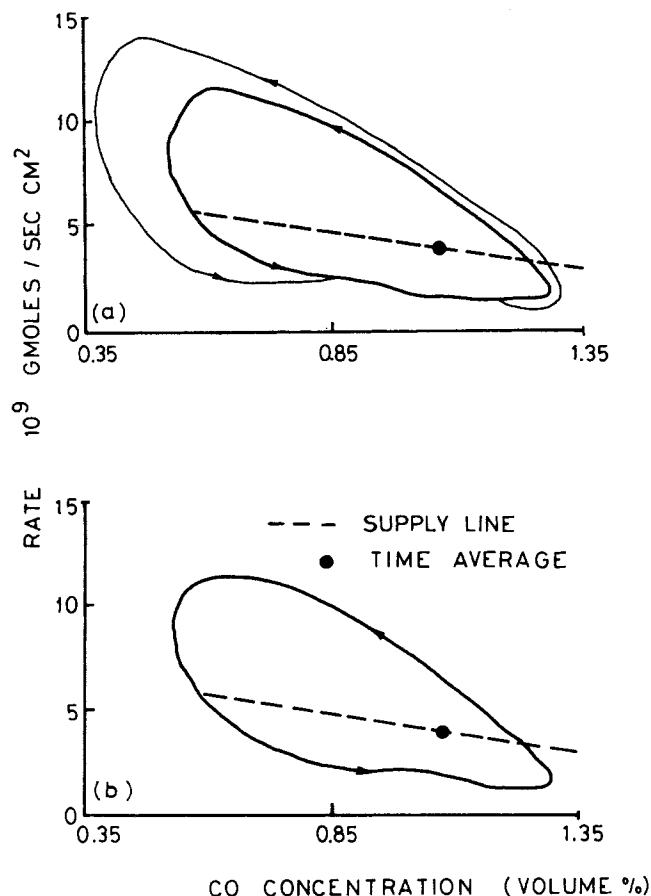 15
10
5
0
(a)
0.35
0.85
1.35
RATE 10⁹ GMOLES / SEC CM²
15
10
5
0
(b)
SUPPLY LINE
TIME AVERAGE
0.35
0.85
1.35
CO CONCENTRATION (VOLUME %)